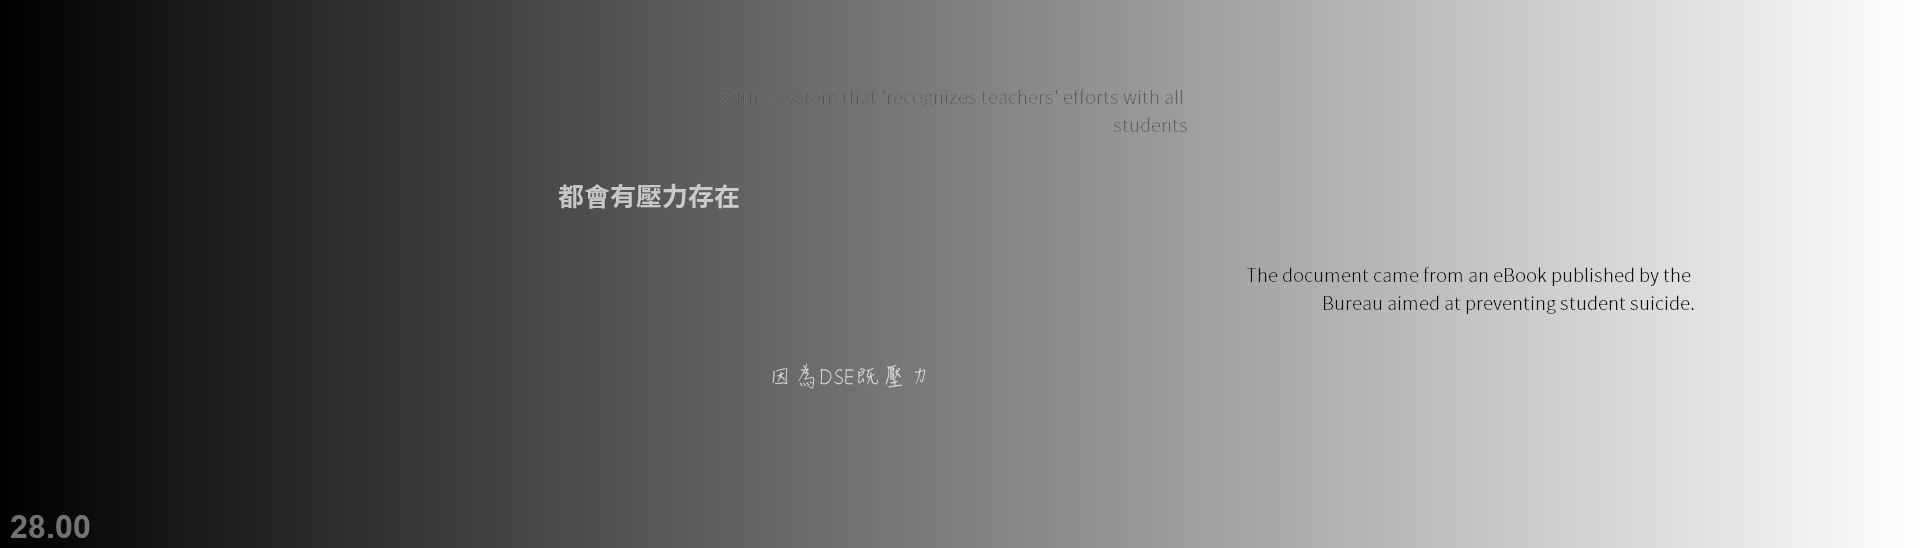 With a system that 'recognizes teachers' efforts with all
students
都會有壓力存在
The document came from an eBook published by the
Bureau aimed at preventing student suicide.
因為DSE既壓力
28.00